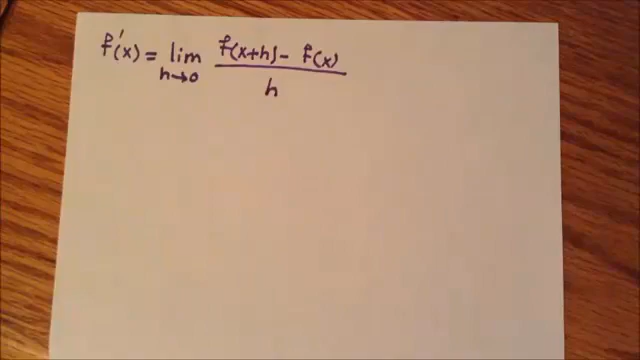 f'(x) = lim h→0 f(x+h) - f(x) / h